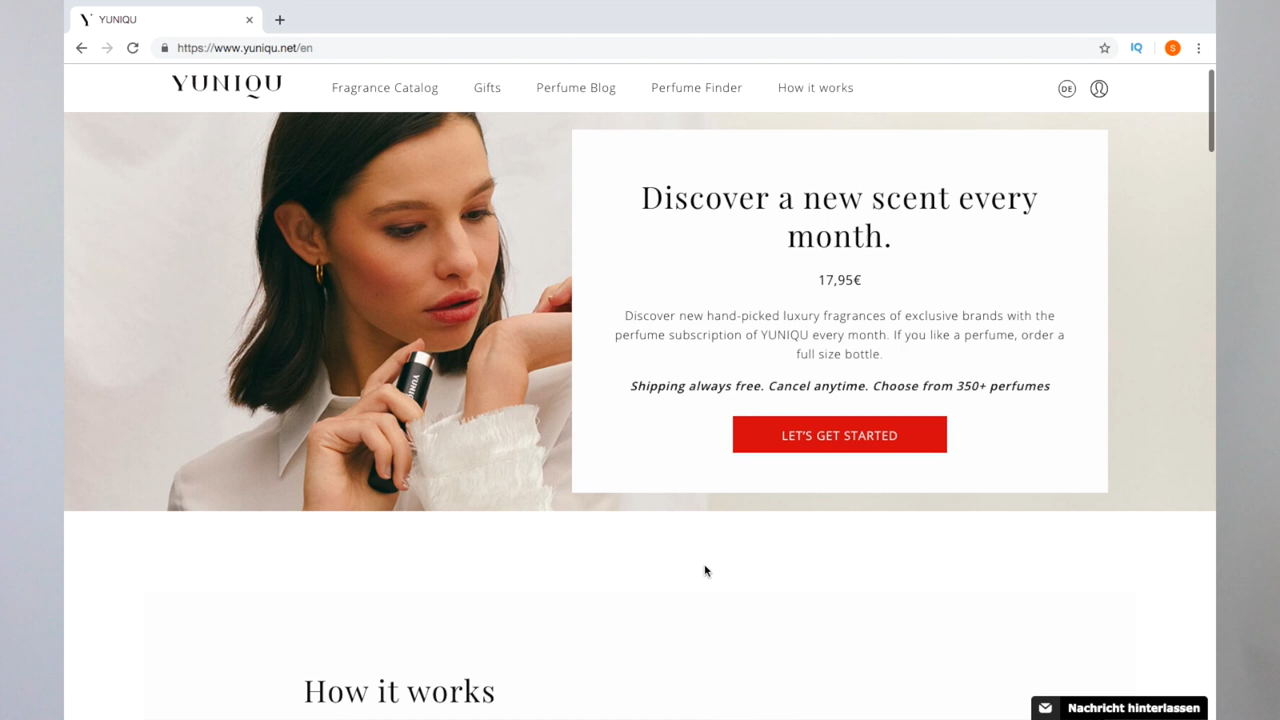 YUNIQU
https://www.yuniqu.net/en
IQ
S
YUNIQU
Fragrance Catalog
Gifts
Perfume Blog
Perfume Finder
How it works
DE
Discover a new scent every
month.
17,95€
Discover new hand-picked luxury fragrances of exclusive brands with the
perfume subscription of YUNIQU every month. If you like a perfume, order a
full size bottle.
Shipping always free. Cancel anytime. Choose from 350+ perfumes
LET'S GET STARTED
How it works
Nachricht hinterlassen